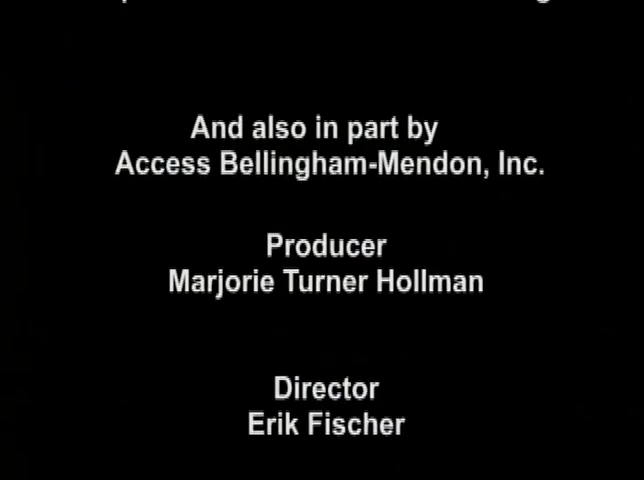 And also in part by
Access Bellingham-Mendon, Inc.
Producer
Marjorie Turner Hollman
Director
Erik Fischer